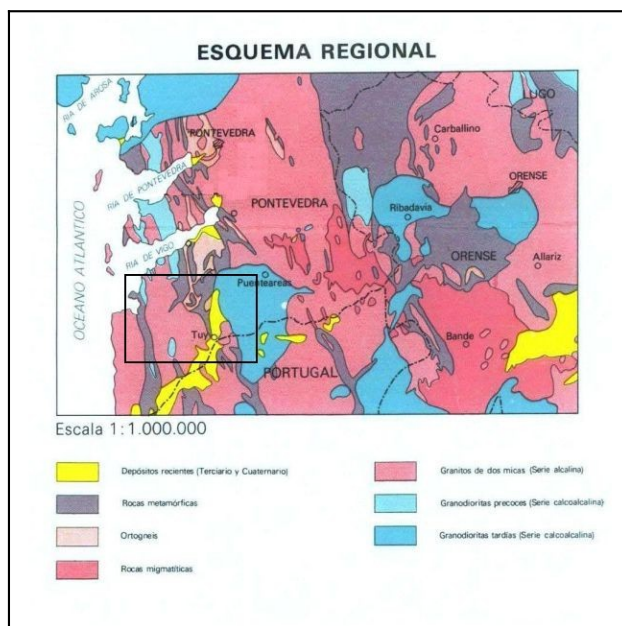 ESQUEMA REGIONAL
RIA DE AROSA
LUGO
PONTEVEDRA
Carballino
RIA DE PONTEVEDRA
ORENSE
PONTEVEDRA
Ribadavia
OCEANO ATLANTICO
RIA DE VIGO
ORENSE
Allariz
Puenteareas
Tuy
Bande
PORTUGAL
Escala 1:1.000.000
Depósitos recientes (Terciario y Cuaternario)
Granitos de dos micas (Serie alcalina)
Rocas metamórficas
Granodioritas precoces (Serie calcoalcalina)
Ortogneis
Granodioritas tardías (Serie calcoalcalina)
Rocas migmatíticas